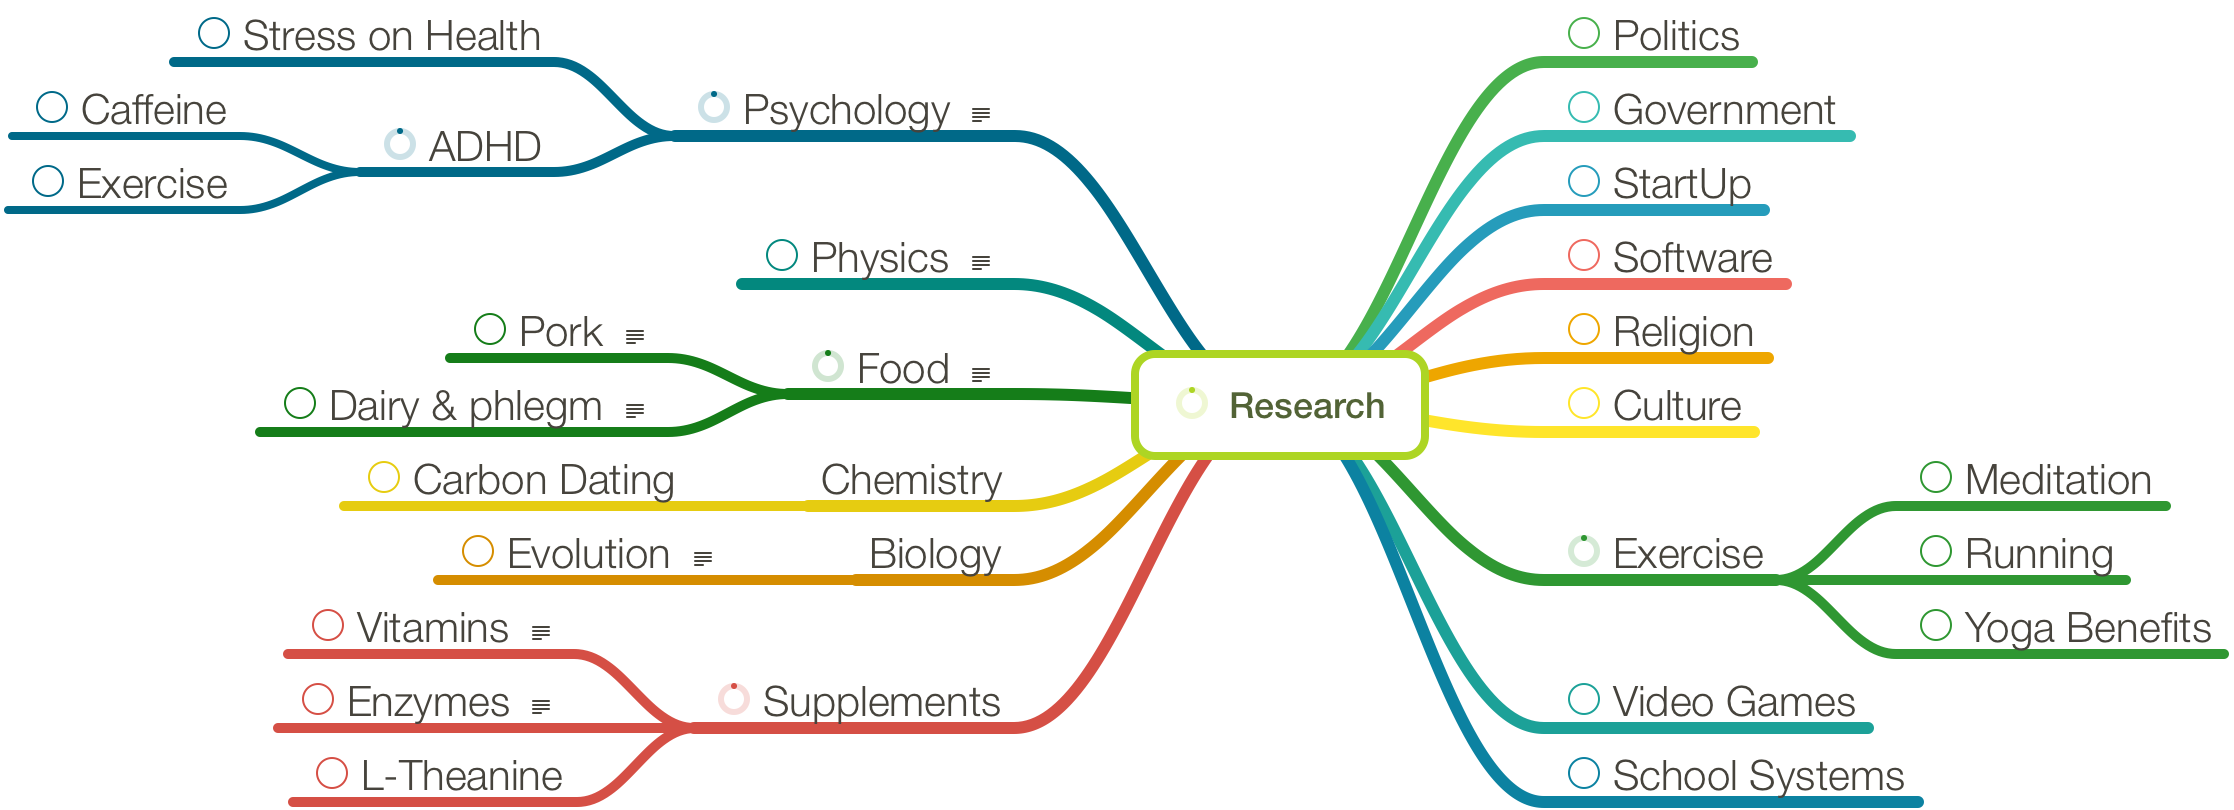 Stress on Health
Caffeine
ADHD
Exercise
Psychology
Physics
Pork
Dairy & phlegm
Food
Carbon Dating
Chemistry
Evolution
Biology
Vitamins
Enzymes
L-Theanine
Supplements
Research
Politics
Government
StartUp
Software
Religion
Culture
Exercise
Meditation
Running
Yoga Benefits
Video Games
School Systems